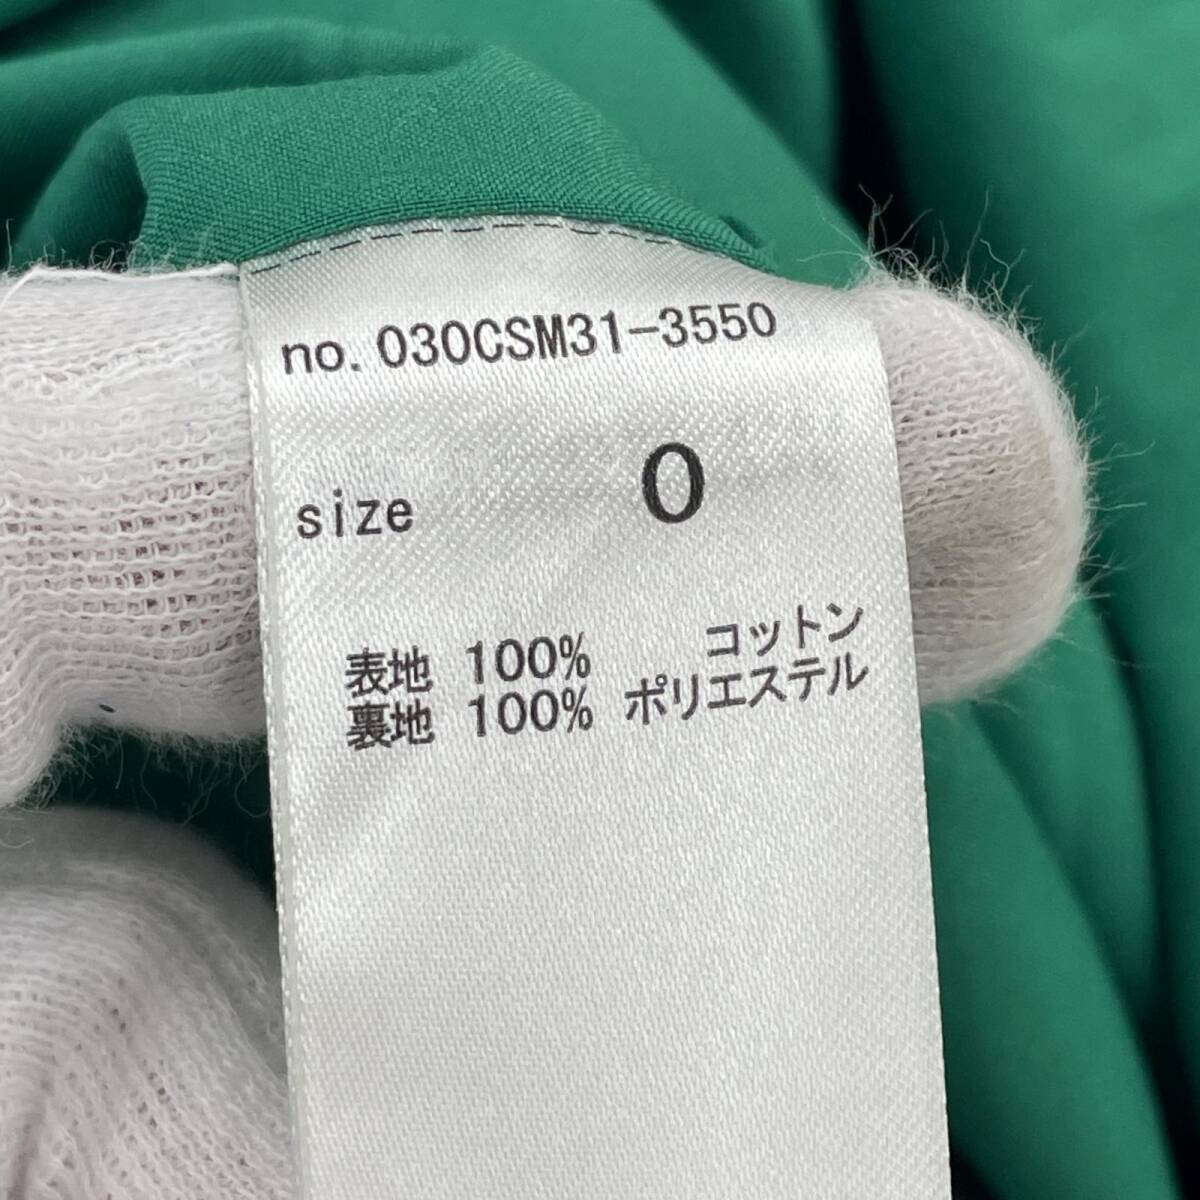 no. 030CSM31-3550
size 0
表地 100% コットン
裏地 100% ポリエステル